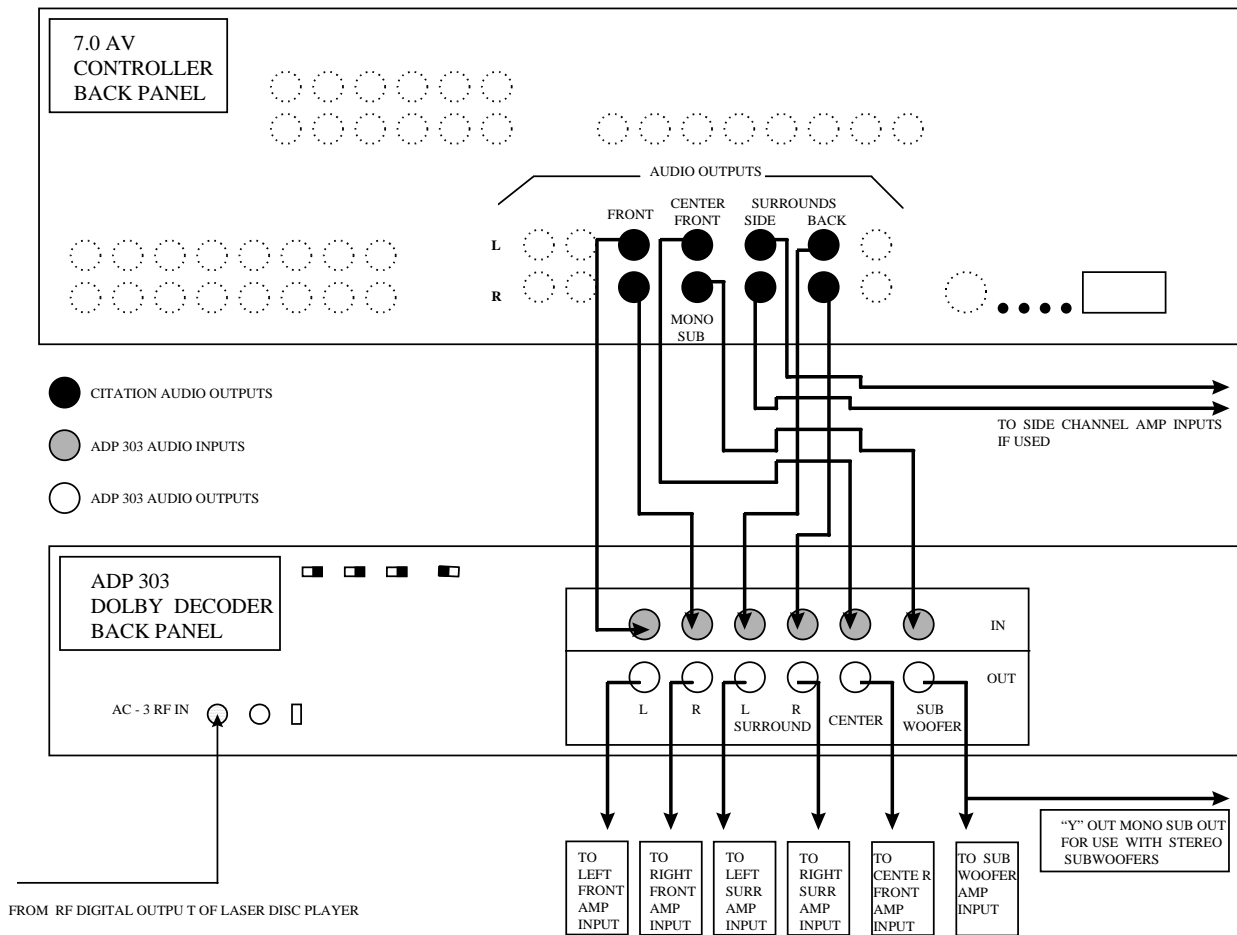 7.0 AV
CONTROLLER
BACK PANEL
AUDIO OUTPUTS
FRONT
CENTER
FRONT
SURROUNDS
SIDE
BACK
L
R
MONO
SUB
CITATION AUDIO OUTPUTS
ADP 303 AUDIO INPUTS
ADP 303 AUDIO OUTPUTS
TO SIDE CHANNEL AMP INPUTS
IF USED
ADP 303
DOLBY DECODER
BACK PANEL
IN
OUT
AC - 3 RF IN
L
R
L
R
SURROUND
CENTER
SUB
WOOFER
"Y" OUT MONO SUB OUT
FOR USE WITH STEREO
SUBWOOFERS
TO
LEFT
FRONT
AMP
INPUT
TO
RIGHT
FRONT
AMP
INPUT
TO
LEFT
SURR
AMP
INPUT
TO
RIGHT
SURR
AMP
INPUT
TO
CENTE R
FRONT
AMP
INPUT
TO SUB
WOOFER
AMP
INPUT
FROM RF DIGITAL OUTPU T OF LASER DISC PLAYER